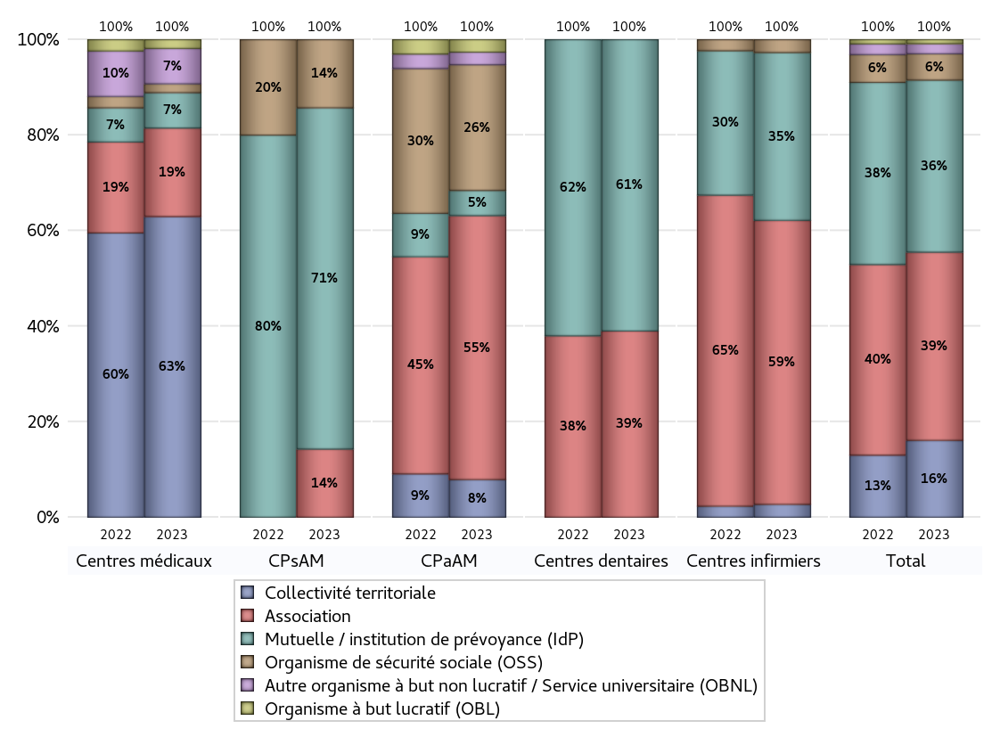 100% 100% 100% 100% 100% 100% 100% 100% 100% 100% 100% 100%
100%
80%
60%
40%
20%
0%
10% 7% 19% 60%
7% 7% 19% 63%
20% 80%
14% 71% 14%
30% 9% 45% 9%
26% 5% 55% 8%
62% 38%
61% 39%
30% 65%
35% 59%
6% 38% 40% 13%
6% 36% 39% 16%
2022 2023 2022 2023 2022 2023 2022 2023 2022 2023 2022 2023
Centres médicaux CPsAM CPaAM Centres dentaires Centres infirmiers Total
Collectivité territoriale
Association
Mutuelle / institution de prévoyance (IdP)
Organisme de sécurité sociale (OSS)
Autre organisme à but non lucratif / Service universitaire (OBNL)
Organisme à but lucratif (OBL)